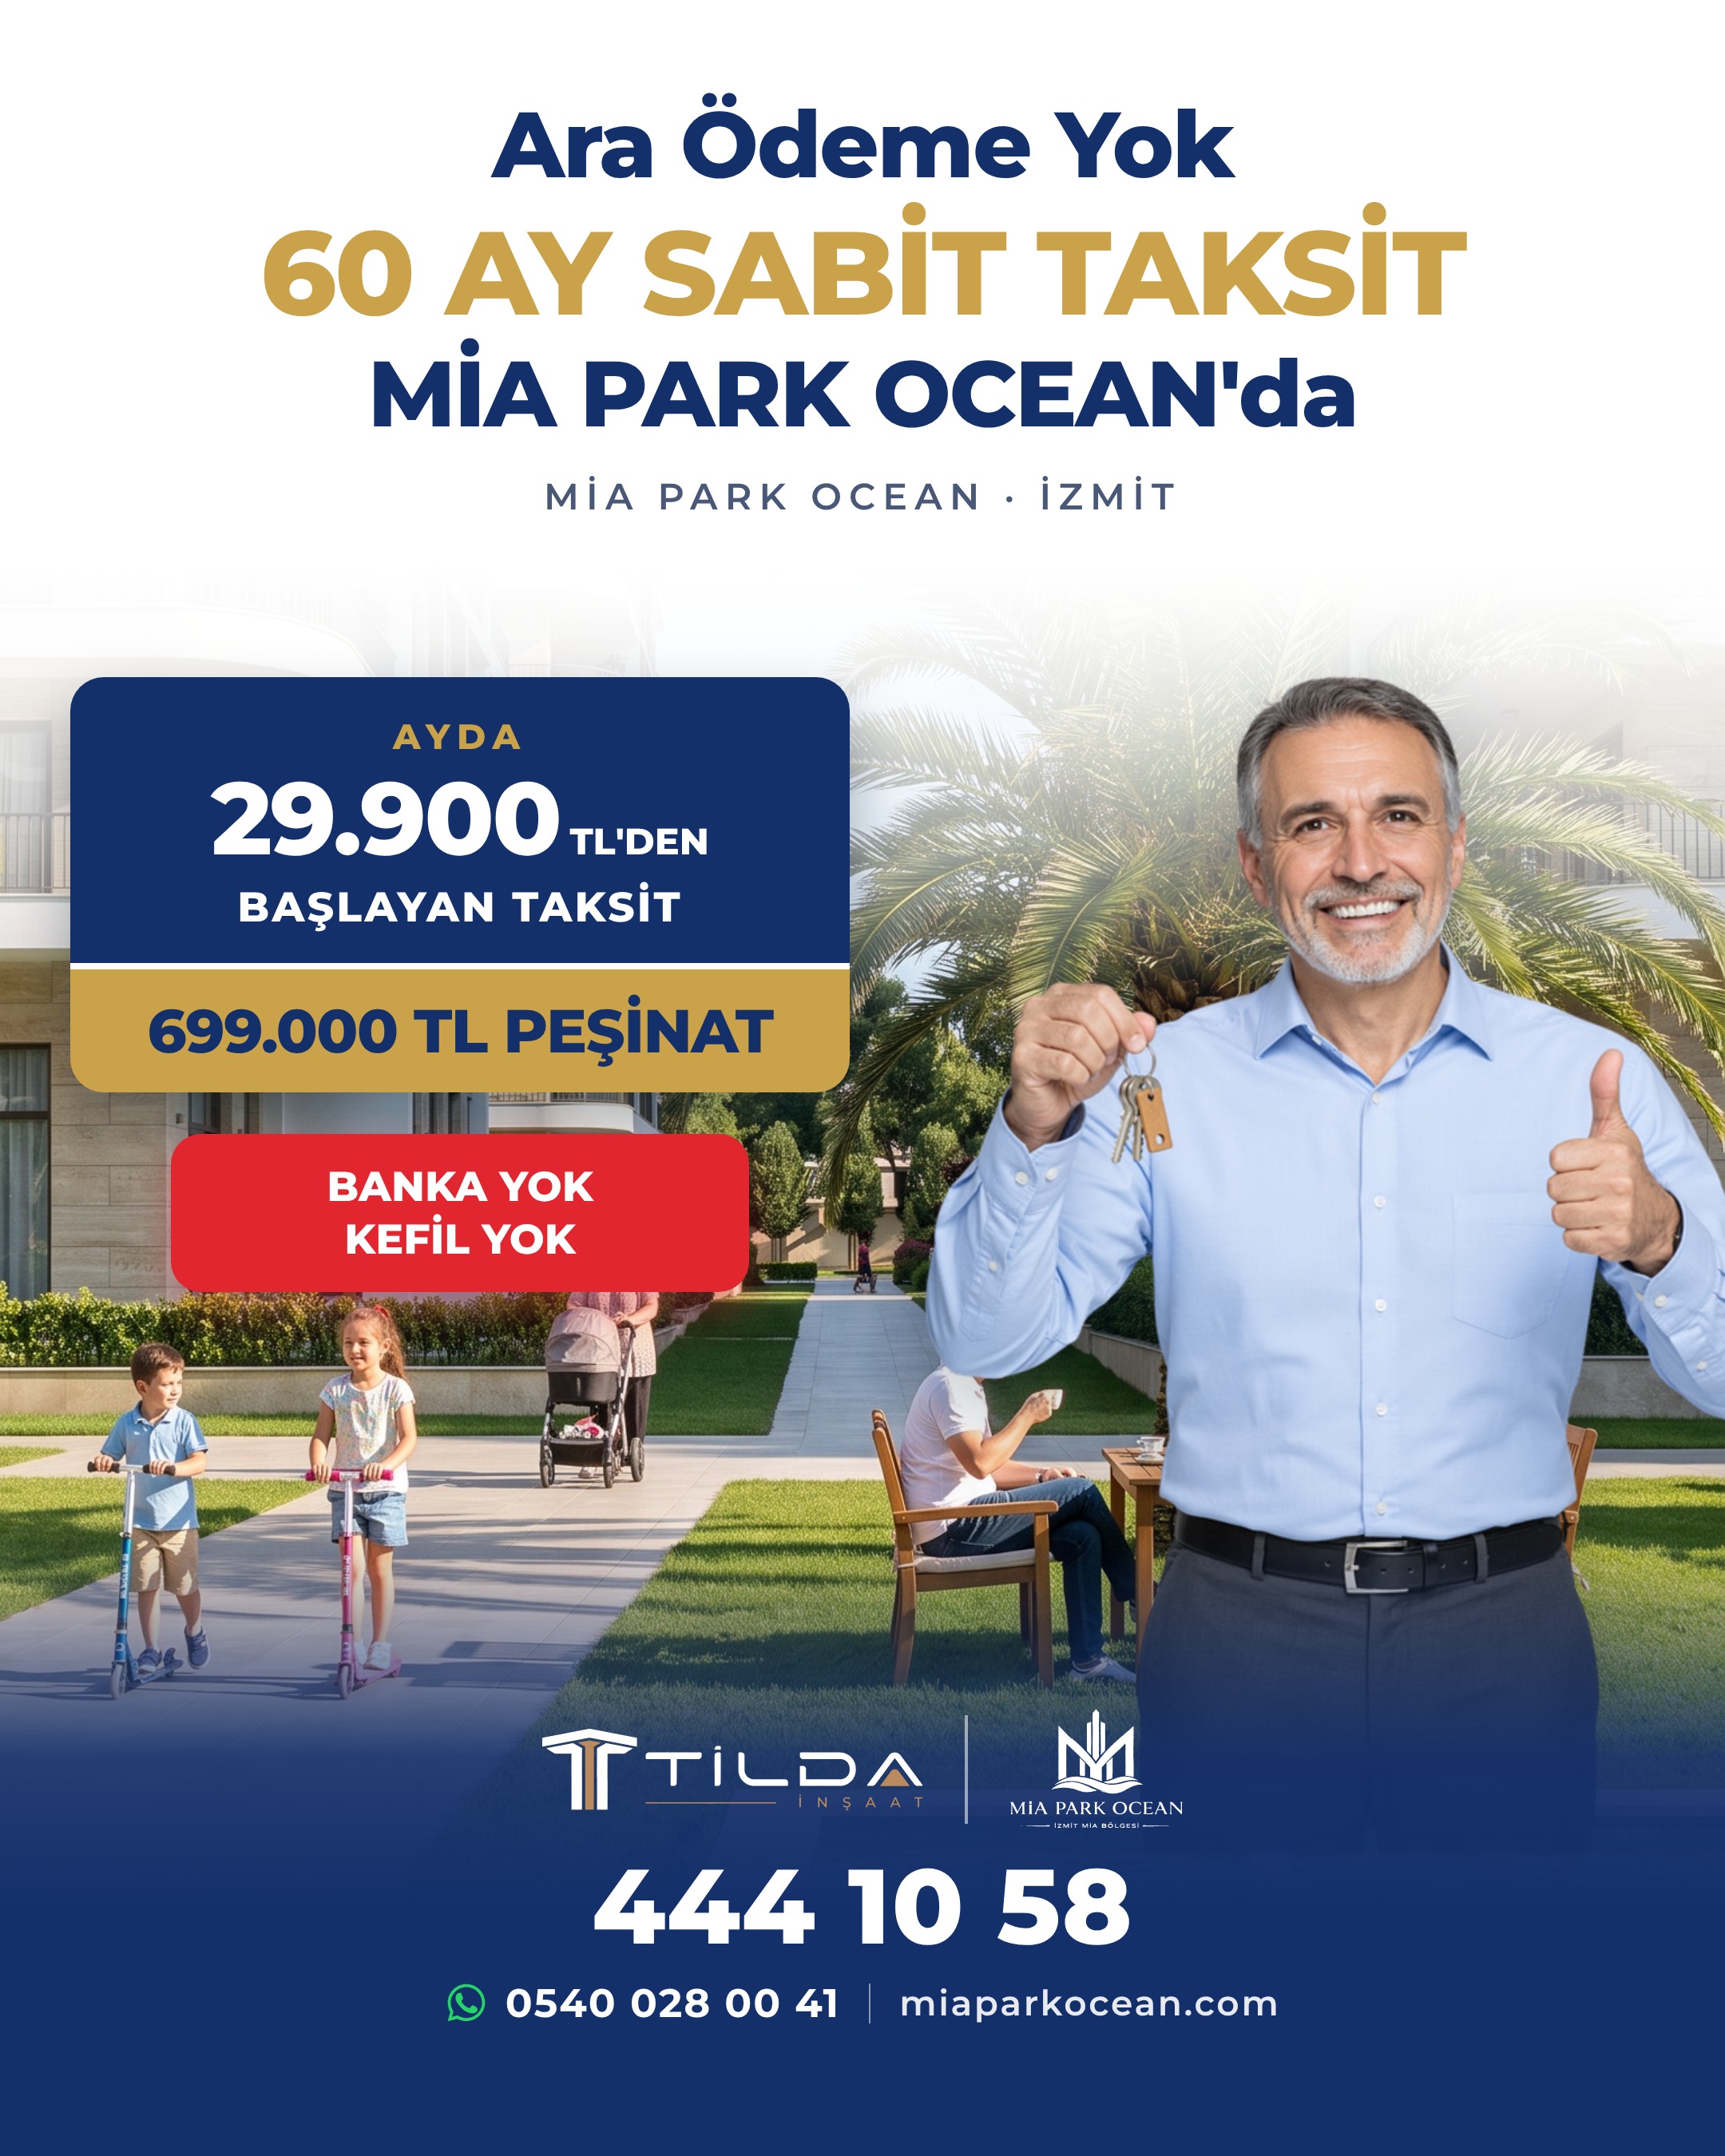 Ara Ödeme Yok
60 AY SABİT TAKSİT
MİA PARK OCEAN'da
MİA PARK OCEAN · İZMİT
AYDA
29.900 TL'DEN
BAŞLAYAN TAKSİT
699.000 TL PEŞİNAT
BANKA YOK
KEFİL YOK
TİLDA
İNŞAAT
MİA PARK OCEAN
İZMİT MİA BÖLGESİ
444 10 58
0540 028 00 41
miaparkocean.com